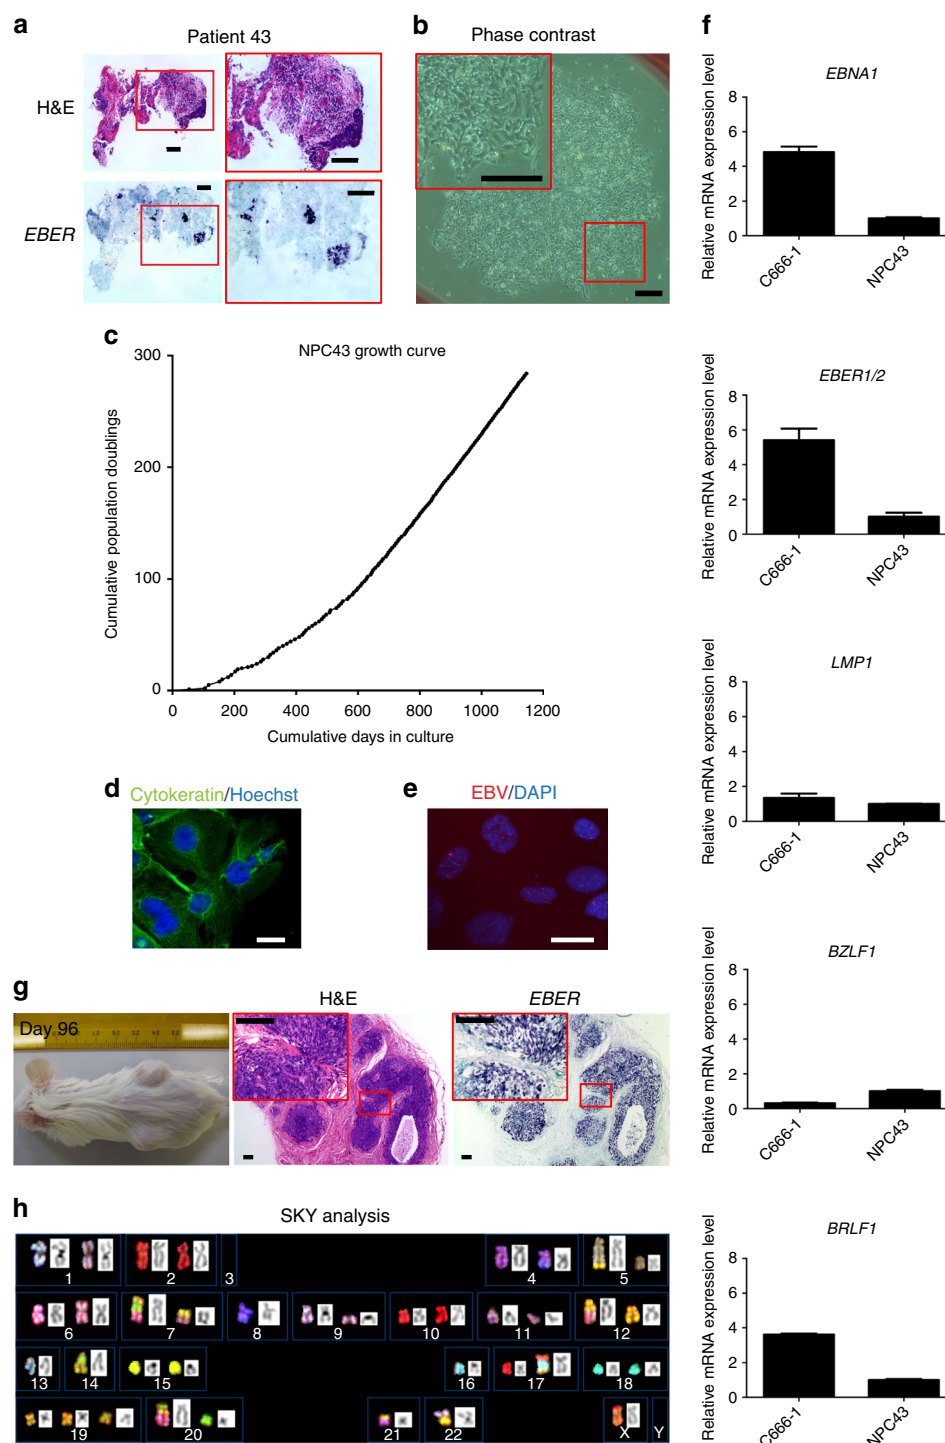 a
Patient 43
H&E
EBER
b
Phase contrast
c
NPC43 growth curve
Cumulative population doublings
300
200
100
0
0 200 400 600 800 1000 1200
Cumulative days in culture
d
Cytokeratin/Hoechst
e
EBV/DAPI
f
EBNA1
Relative mRNA expression level
8
6
4
2
0
C666-1 NPC43
EBER1/2
Relative mRNA expression level
8
6
4
2
0
C666-1 NPC43
LMP1
Relative mRNA expression level
8
6
4
2
0
C666-1 NPC43
BZLF1
Relative mRNA expression level
8
6
4
2
0
C666-1 NPC43
BRLF1
Relative mRNA expression level
8
6
4
2
0
C666-1 NPC43
g
Day 96
H&E
EBER
h
SKY analysis
1 2 3 4 5
6 7 8 9 10 11 12
13 14 15 16 17 18
19 20 21 22 X Y